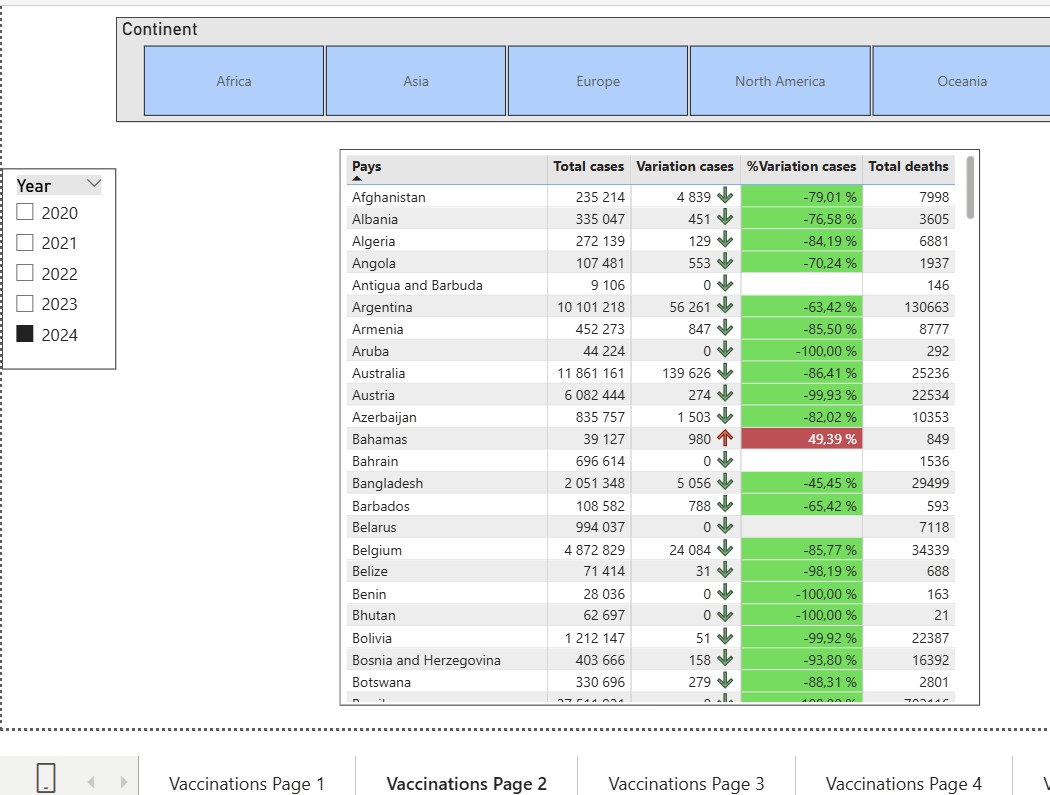 Continent
Africa Asia Europe North America Oceania
Year
2020
2021
2022
2023
2024
Pays Total cases Variation cases %Variation cases Total deaths
Afghanistan 235 214 4 839 -79,01 % 7998
Albania 335 047 451 -76,58 % 3605
Algeria 272 139 129 -84,19 % 6881
Angola 107 481 553 -70,24 % 1937
Antigua and Barbuda 9 106 0 146
Argentina 10 101 218 56 261 -63,42 % 130663
Armenia 452 273 847 -85,50 % 8777
Aruba 44 224 0 -100,00 % 292
Australia 11 861 161 139 626 -86,41 % 25236
Austria 6 082 444 274 -99,93 % 22534
Azerbaijan 835 757 1 503 -82,02 % 10353
Bahamas 39 127 980 49,39 % 849
Bahrain 696 614 0 1536
Bangladesh 2 051 348 5 056 -45,45 % 29499
Barbados 108 582 788 -65,42 % 593
Belarus 994 037 0 7118
Belgium 4 872 829 24 084 -85,77 % 34339
Belize 71 414 31 -98,19 % 688
Benin 28 036 0 -100,00 % 163
Bhutan 62 697 0 -100,00 % 21
Bolivia 1 212 147 51 -99,92 % 22387
Bosnia and Herzegovina 403 666 158 -93,80 % 16392
Botswana 330 696 279 -88,31 % 2801
Vaccinations Page 1 Vaccinations Page 2 Vaccinations Page 3 Vaccinations Page 4